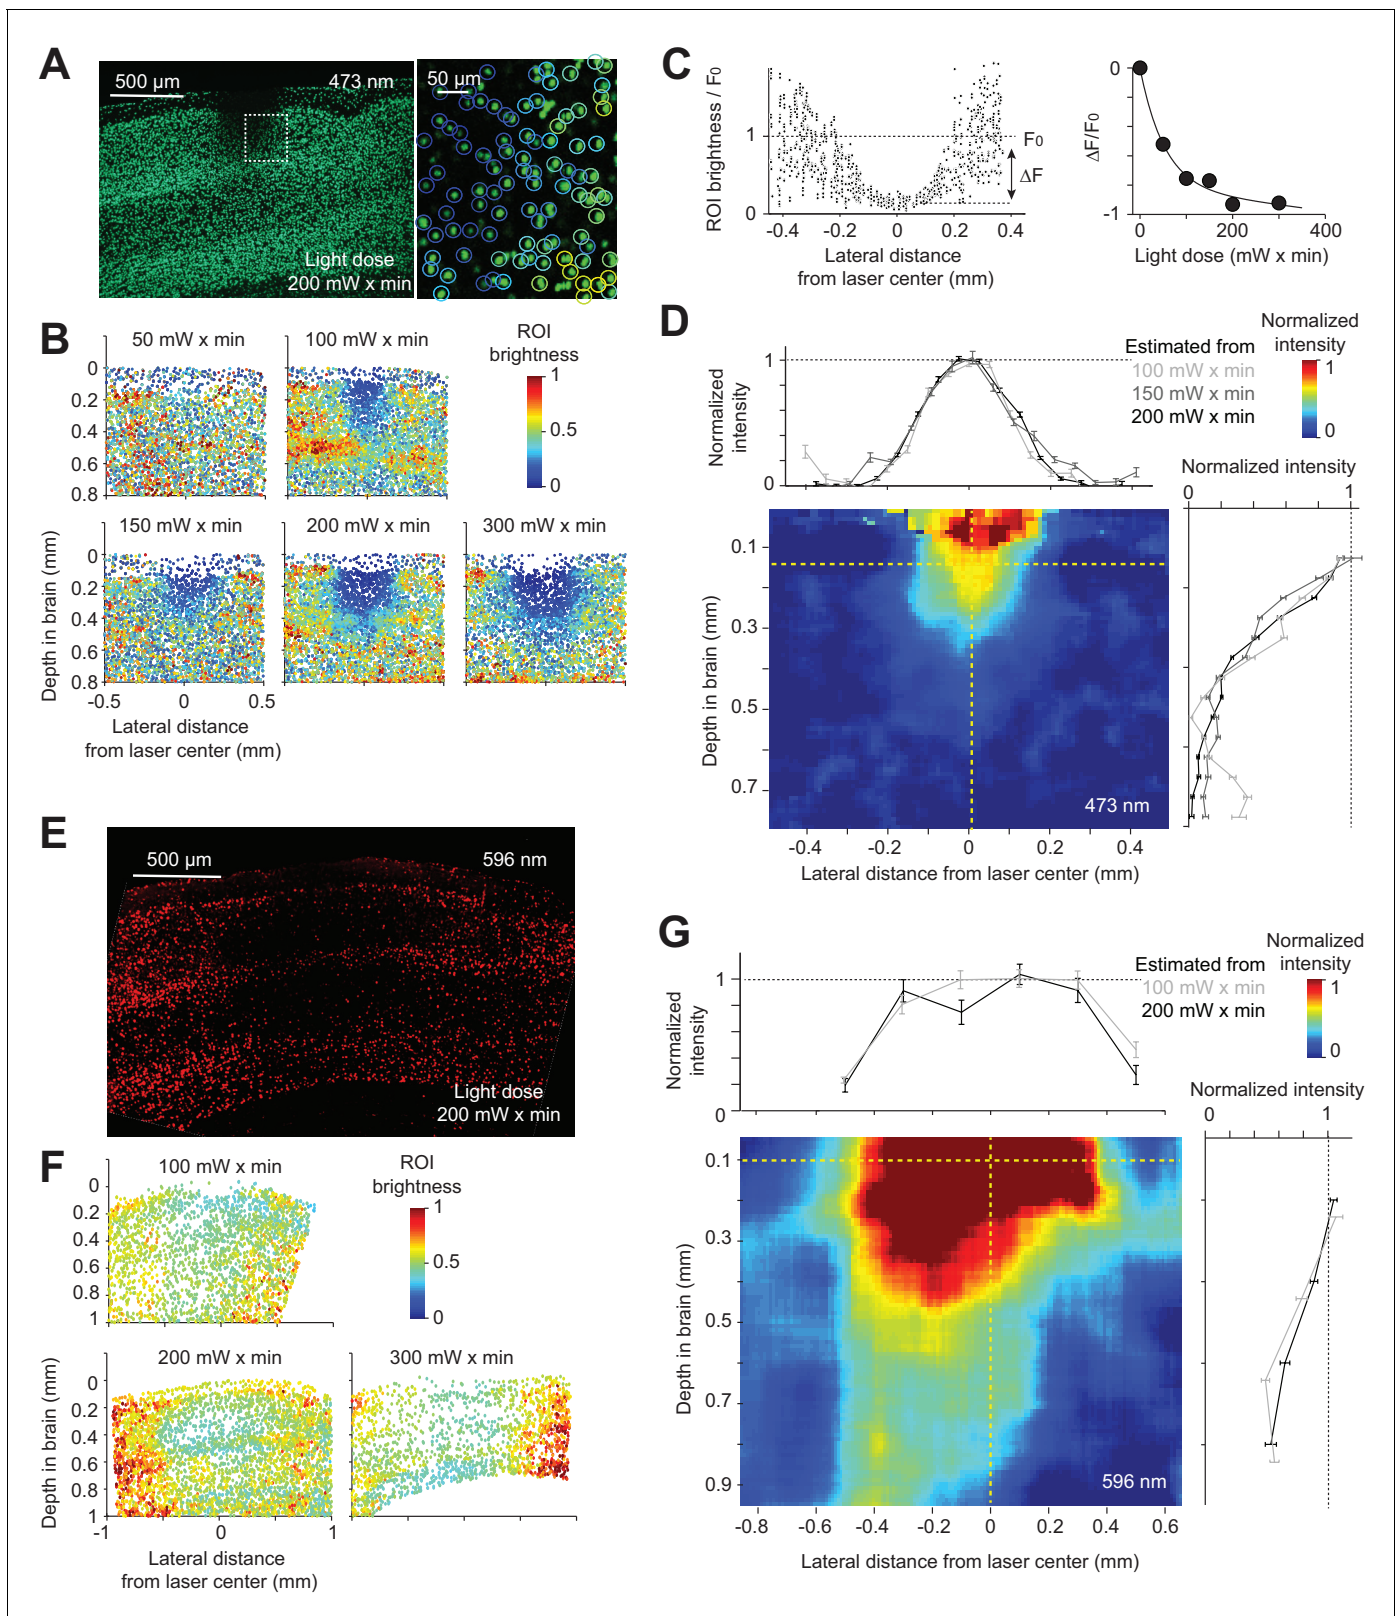 A
500 µm
473 nm
Light dose
200 mW x min
50 µm
B
50 mW x min
100 mW x min
ROI
brightness
1
0.5
0
0
0.2
0.4
0.6
0.8
150 mW x min
200 mW x min
300 mW x min
0
0.2
0.4
0.6
0.8
Depth in brain (mm)
-0.5
0
0.5
Lateral distance
from laser center (mm)
C
ROI brightness / F0
1
0
F0
ΔF
-0.4
-0.2
0
0.2
0.4
Lateral distance
from laser center (mm)
ΔF/F0
0
-1
0
200
400
Light dose (mW x min)
D
Normalized
intensity
1
0
Estimated from
100 mW x min
150 mW x min
200 mW x min
Normalized
intensity
1
0
Normalized intensity
0
1
Depth in brain (mm)
0.1
0.3
0.5
0.7
473 nm
-0.4
-0.2
0
0.2
0.4
Lateral distance from laser center (mm)
E
500 µm
596 nm
Light dose
200 mW x min
F
100 mW x min
ROI
brightness
1
0.5
0
0
0.2
0.4
0.6
0.8
1
200 mW x min
300 mW x min
0
0.2
0.4
0.6
0.8
1
Depth in brain (mm)
-1
0
1
Lateral distance
from laser center (mm)
G
Normalized
intensity
1
0
Estimated from
100 mW x min
200 mW x min
Normalized
intensity
1
0
Normalized intensity
0
1
Depth in brain (mm)
0.1
0.3
0.5
0.7
0.9
596 nm
-0.8
-0.6
-0.4
-0.2
0
0.2
0.4
0.6
Lateral distance from laser center (mm)